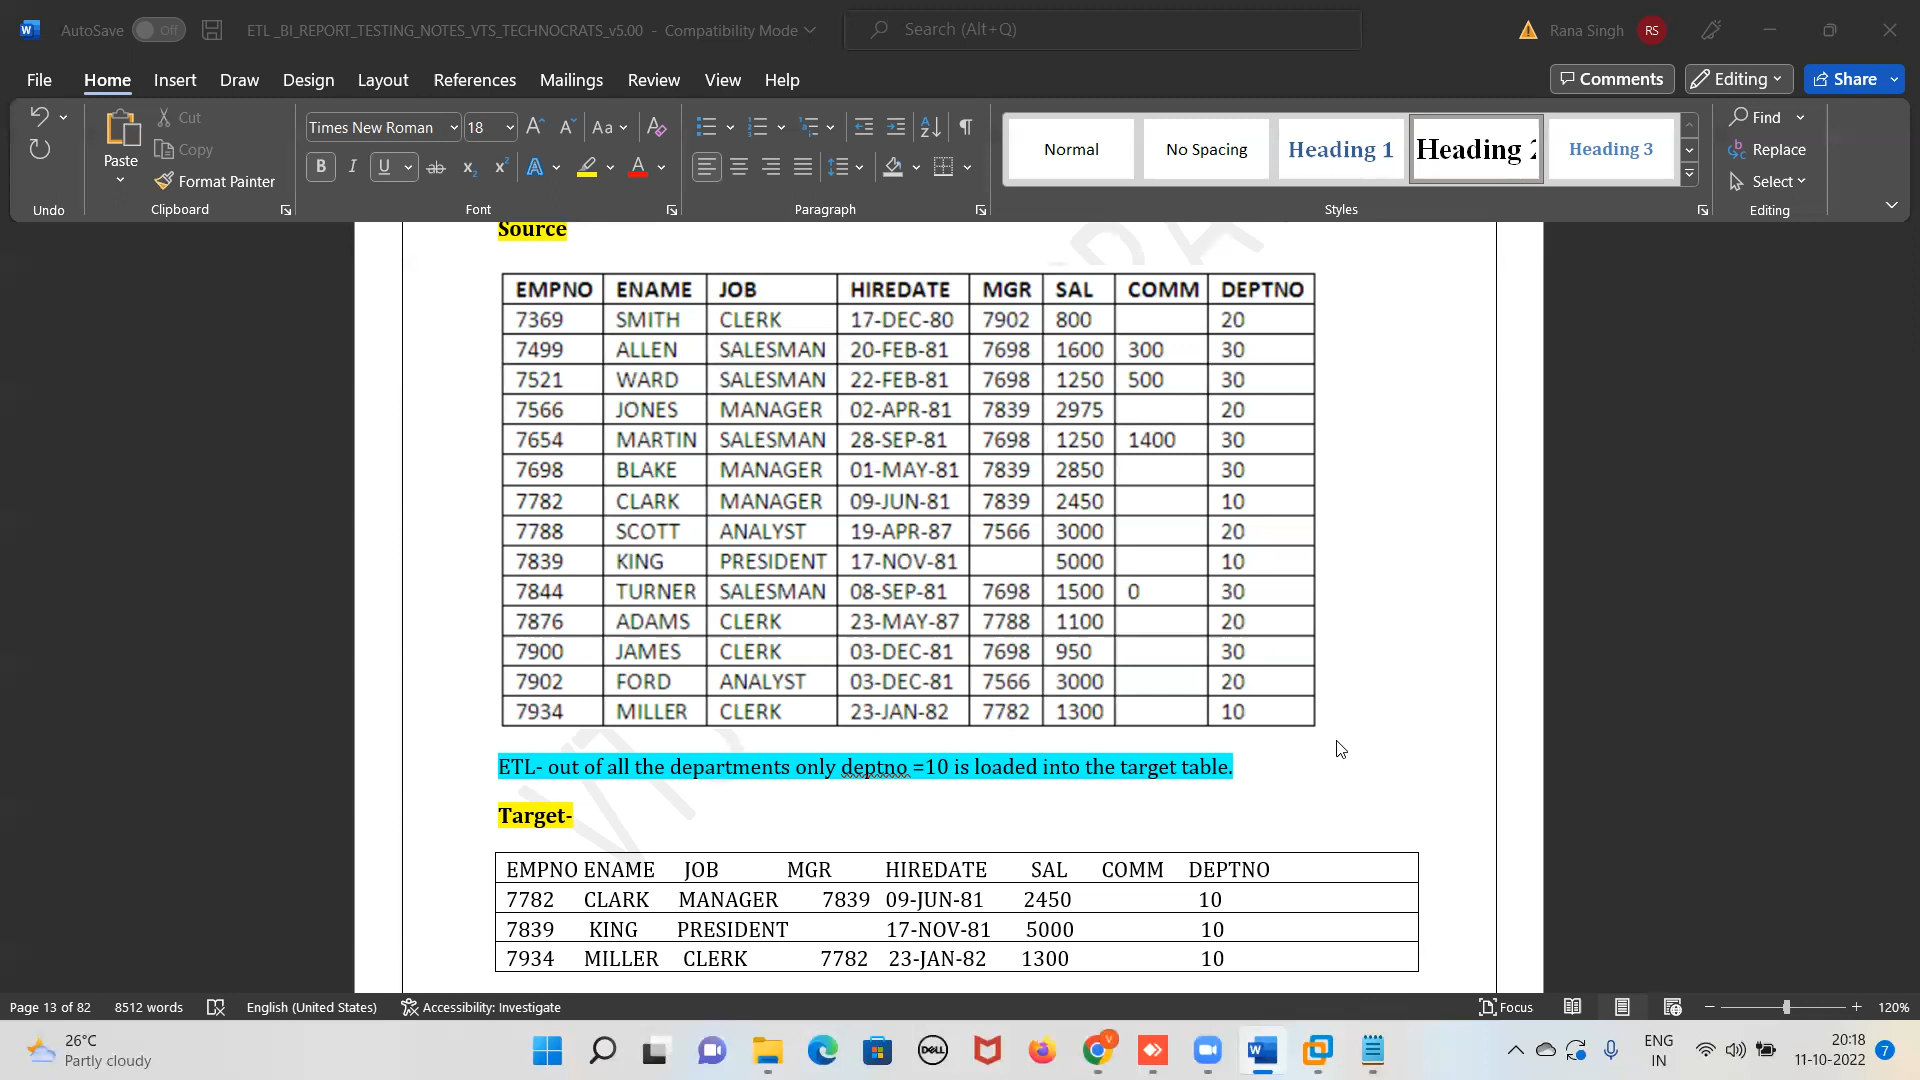 AutoSave Off ETL _BI_REPORT_TESTING_NOTES_VTS_TECHNOCRATS_v5.00 - Compatibility Mode Search (Alt+Q) Rana Singh RS
File Home Insert Draw Design Layout References Mailings Review View Help Comments Editing Share
Paste Cut Copy Format Painter
Times New Roman 18 Aa
B I U ab x₂ x² A A
Normal No Spacing Heading 1 Heading 2 Heading 3
Find Replace Select
Undo Clipboard Font Paragraph Styles Editing
Source
EMPNO ENAME JOB HIREDATE MGR SAL COMM DEPTNO
7369 SMITH CLERK 17-DEC-80 7902 800 20
7499 ALLEN SALESMAN 20-FEB-81 7698 1600 300 30
7521 WARD SALESMAN 22-FEB-81 7698 1250 500 30
7566 JONES MANAGER 02-APR-81 7839 2975 20
7654 MARTIN SALESMAN 28-SEP-81 7698 1250 1400 30
7698 BLAKE MANAGER 01-MAY-81 7839 2850 30
7782 CLARK MANAGER 09-JUN-81 7839 2450 10
7788 SCOTT ANALYST 19-APR-87 7566 3000 20
7839 KING PRESIDENT 17-NOV-81 5000 10
7844 TURNER SALESMAN 08-SEP-81 7698 1500 0 30
7876 ADAMS CLERK 23-MAY-87 7788 1100 20
7900 JAMES CLERK 03-DEC-81 7698 950 30
7902 FORD ANALYST 03-DEC-81 7566 3000 20
7934 MILLER CLERK 23-JAN-82 7782 1300 10
ETL- out of all the departments only deptno =10 is loaded into the target table.
Target-
EMPNO ENAME JOB MGR HIREDATE SAL COMM DEPTNO
7782 CLARK MANAGER 7839 09-JUN-81 2450 10
7839 KING PRESIDENT 17-NOV-81 5000 10
7934 MILLER CLERK 7782 23-JAN-82 1300 10
Page 13 of 82 8512 words English (United States) Accessibility: Investigate Focus 120%
26°C
Partly cloudy
DELL
ENG
IN
20:18
11-10-2022
7